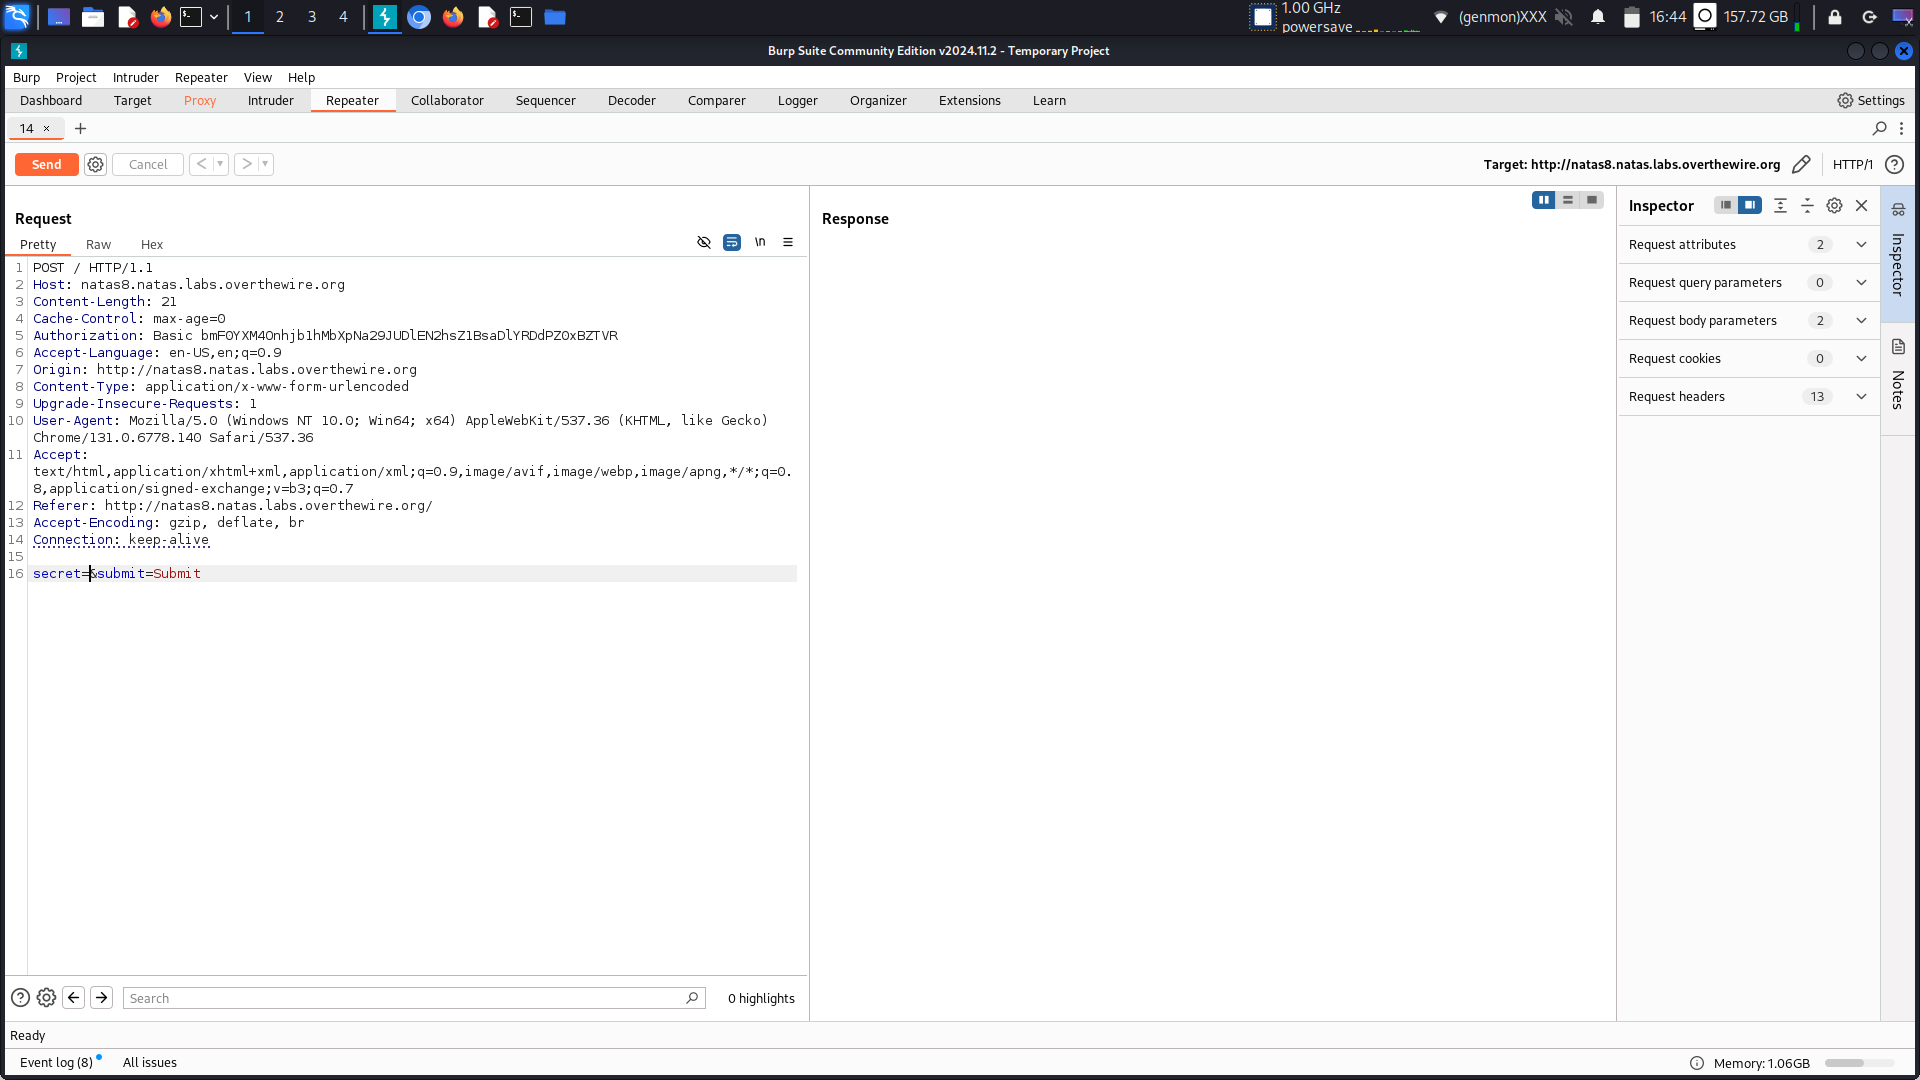 1 2 3 4 1.00 GHz
powersave (genmon)XXX 16:44 157.72 GB
Burp Suite Community Edition v2024.11.2 - Temporary Project
Burp Project Intruder Repeater View Help
Dashboard Target Proxy Intruder Repeater Collaborator Sequencer Decoder Comparer Logger Organizer Extensions Learn Settings
14 × +
Send Cancel < > Target: http://natas8.natas.labs.overthewire.org HTTP/1
Request
Pretty Raw Hex \n
1 POST / HTTP/1.1
2 Host: natas8.natas.labs.overthewire.org
3 Content-Length: 21
4 Cache-Control: max-age=0
5 Authorization: Basic bmF0YXM4Onhjb1hMbXpNa29JUDlEN2hsZ1BsaDlYRDdPZ0xBZTVR
6 Accept-Language: en-US,en;q=0.9
7 Origin: http://natas8.natas.labs.overthewire.org
8 Content-Type: application/x-www-form-urlencoded
9 Upgrade-Insecure-Requests: 1
10 User-Agent: Mozilla/5.0 (Windows NT 10.0; Win64; x64) AppleWebKit/537.36 (KHTML, like Gecko)
Chrome/131.0.6778.140 Safari/537.36
11 Accept:
text/html,application/xhtml+xml,application/xml;q=0.9,image/avif,image/webp,image/apng,*/*;q=0.
8,application/signed-exchange;v=b3;q=0.7
12 Referer: http://natas8.natas.labs.overthewire.org/
13 Accept-Encoding: gzip, deflate, br
14 Connection: keep-alive
15
16 secret=&submit=Submit
Search 0 highlights
Response
Inspector
Request attributes 2
Request query parameters 0
Request body parameters 2
Request cookies 0
Request headers 13
Inspector
Notes
Ready
Event log (8) All issues Memory: 1.06GB